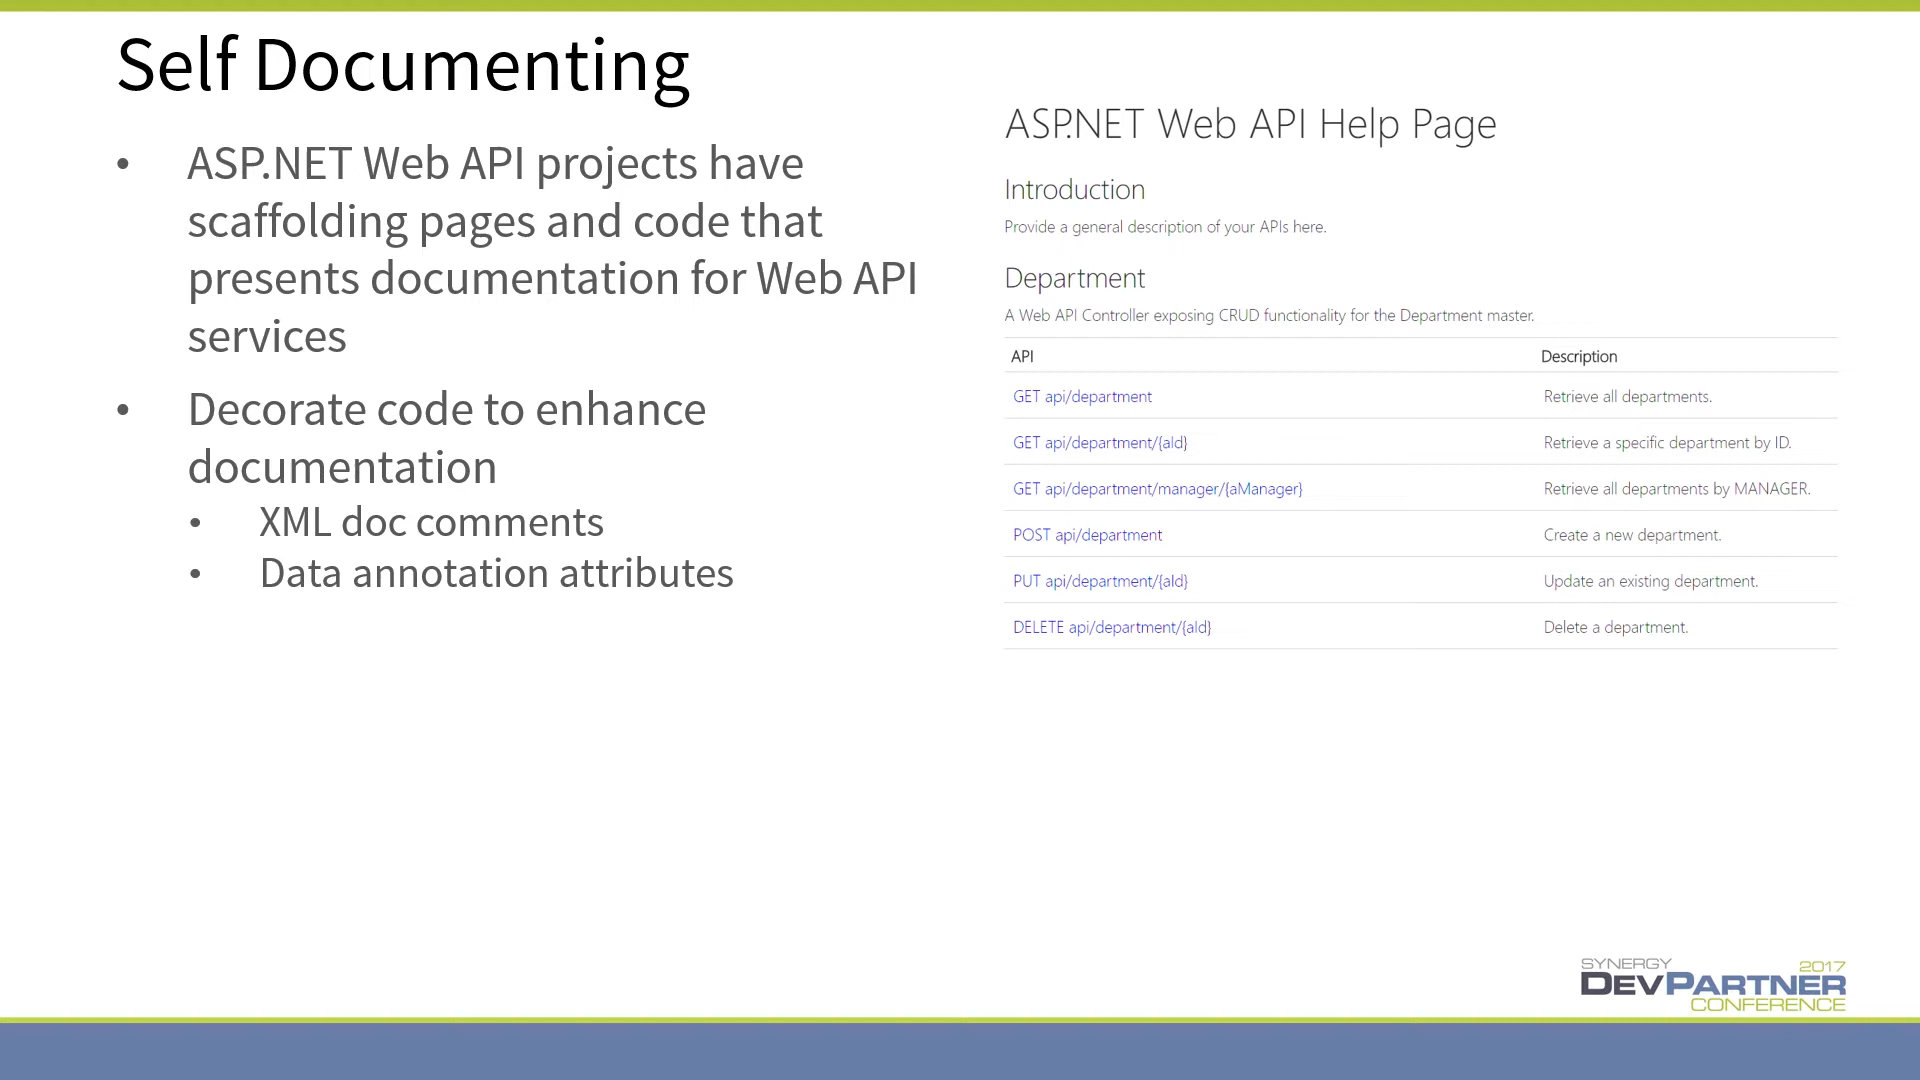 Self Documenting
• ASP.NET Web API projects have
scaffolding pages and code that
presents documentation for Web API
services
• Decorate code to enhance
documentation
• XML doc comments
• Data annotation attributes
ASP.NET Web API Help Page
Introduction
Provide a general description of your APIs here.
Department
A Web API Controller exposing CRUD functionality for the Department master.
API Description
GET api/department Retrieve all departments.
GET api/department/{aId} Retrieve a specific department by ID.
GET api/department/manager/{aManager} Retrieve all departments by MANAGER.
POST api/department Create a new department.
PUT api/department/{aId} Update an existing department.
DELETE api/department/{aId} Delete a department.
SYNERGY 2017
DEVPARTNER
CONFERENCE